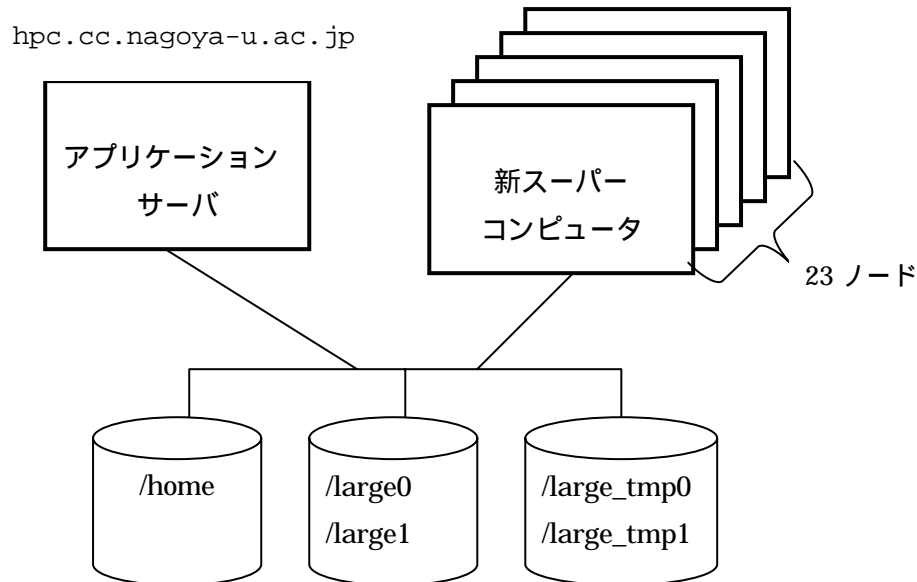 hpc.cc.nagoya-u.ac.jp
アプリケーション
サーバ
新スーパー
コンピュータ
23 ノード
/home
/large0
/large1
/large_tmp0
/large_tmp1